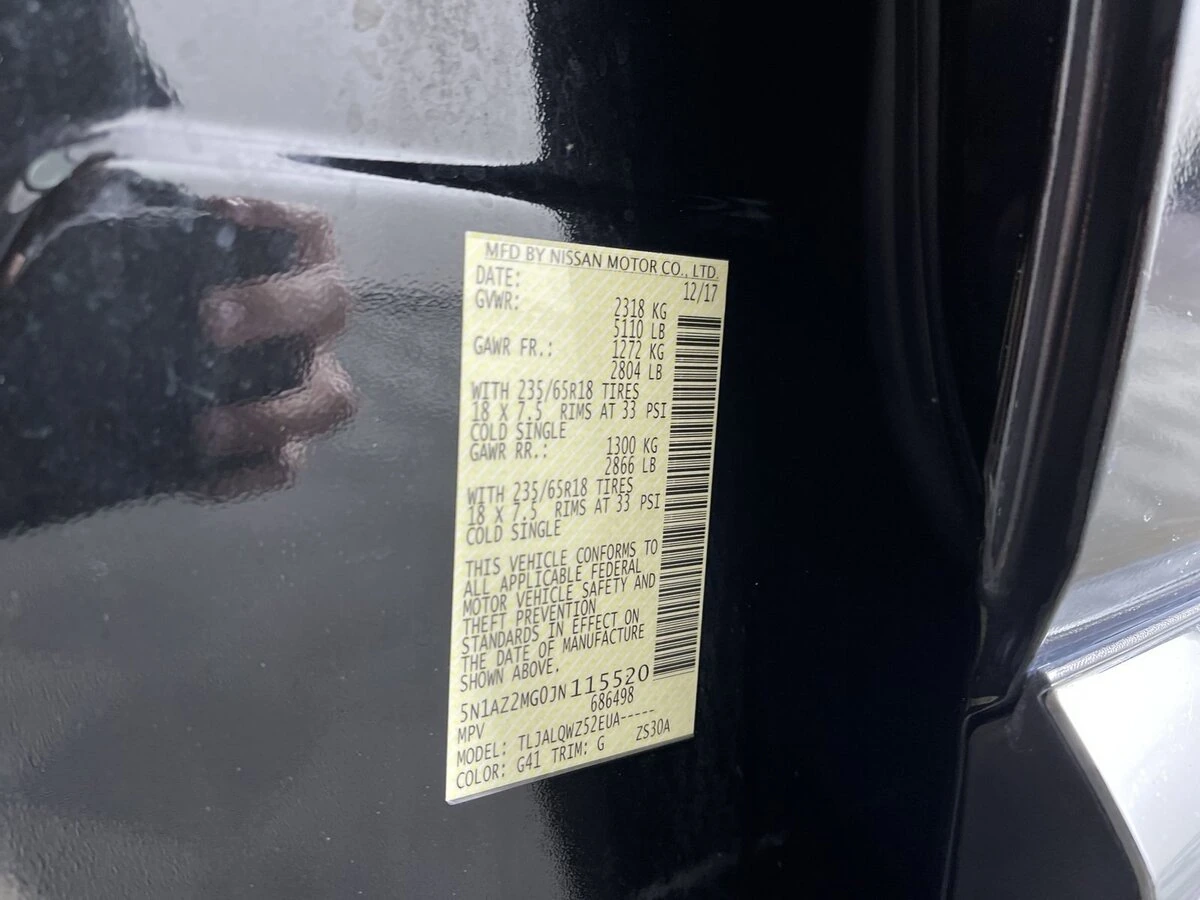 MFD BY NISSAN MOTOR CO., LTD.
DATE: 12/17
GVWR: 2318 KG
5110 LB
GAWR FR.: 1272 KG
2804 LB
WITH 235/65R18 TIRES
18 X 7.5 RIMS AT 33 PSI
COLD SINGLE
GAWR RR.: 1300 KG
2866 LB
WITH 235/65R18 TIRES
18 X 7.5 RIMS AT 33 PSI
COLD SINGLE
THIS VEHICLE CONFORMS TO
ALL APPLICABLE FEDERAL
MOTOR VEHICLE SAFETY AND
THEFT PREVENTION
STANDARDS IN EFFECT ON
THE DATE OF MANUFACTURE
SHOWN ABOVE.
5N1AZ2MG0JN115520
MPV 686498
MODEL: TLJALQWZ52EUA-----
COLOR: G41 TRIM: G ZS30A